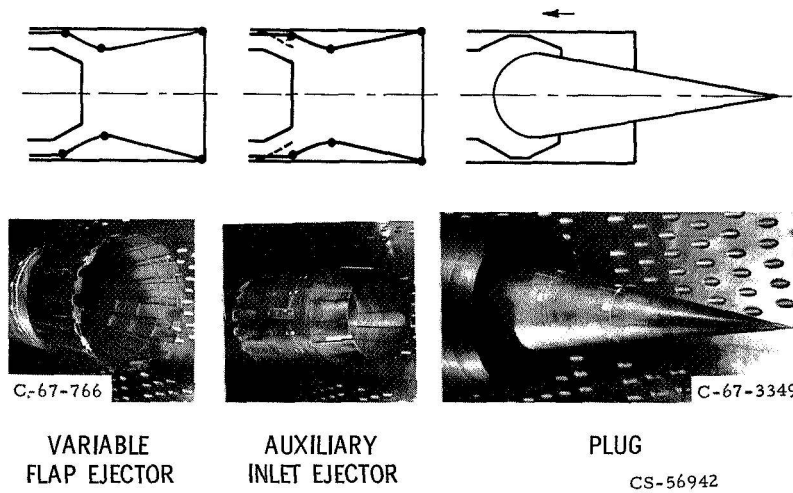 C-67-766
C-67-3349
VARIABLE
FLAP EJECTOR
AUXILIARY
INLET EJECTOR
PLUG
CS-56942